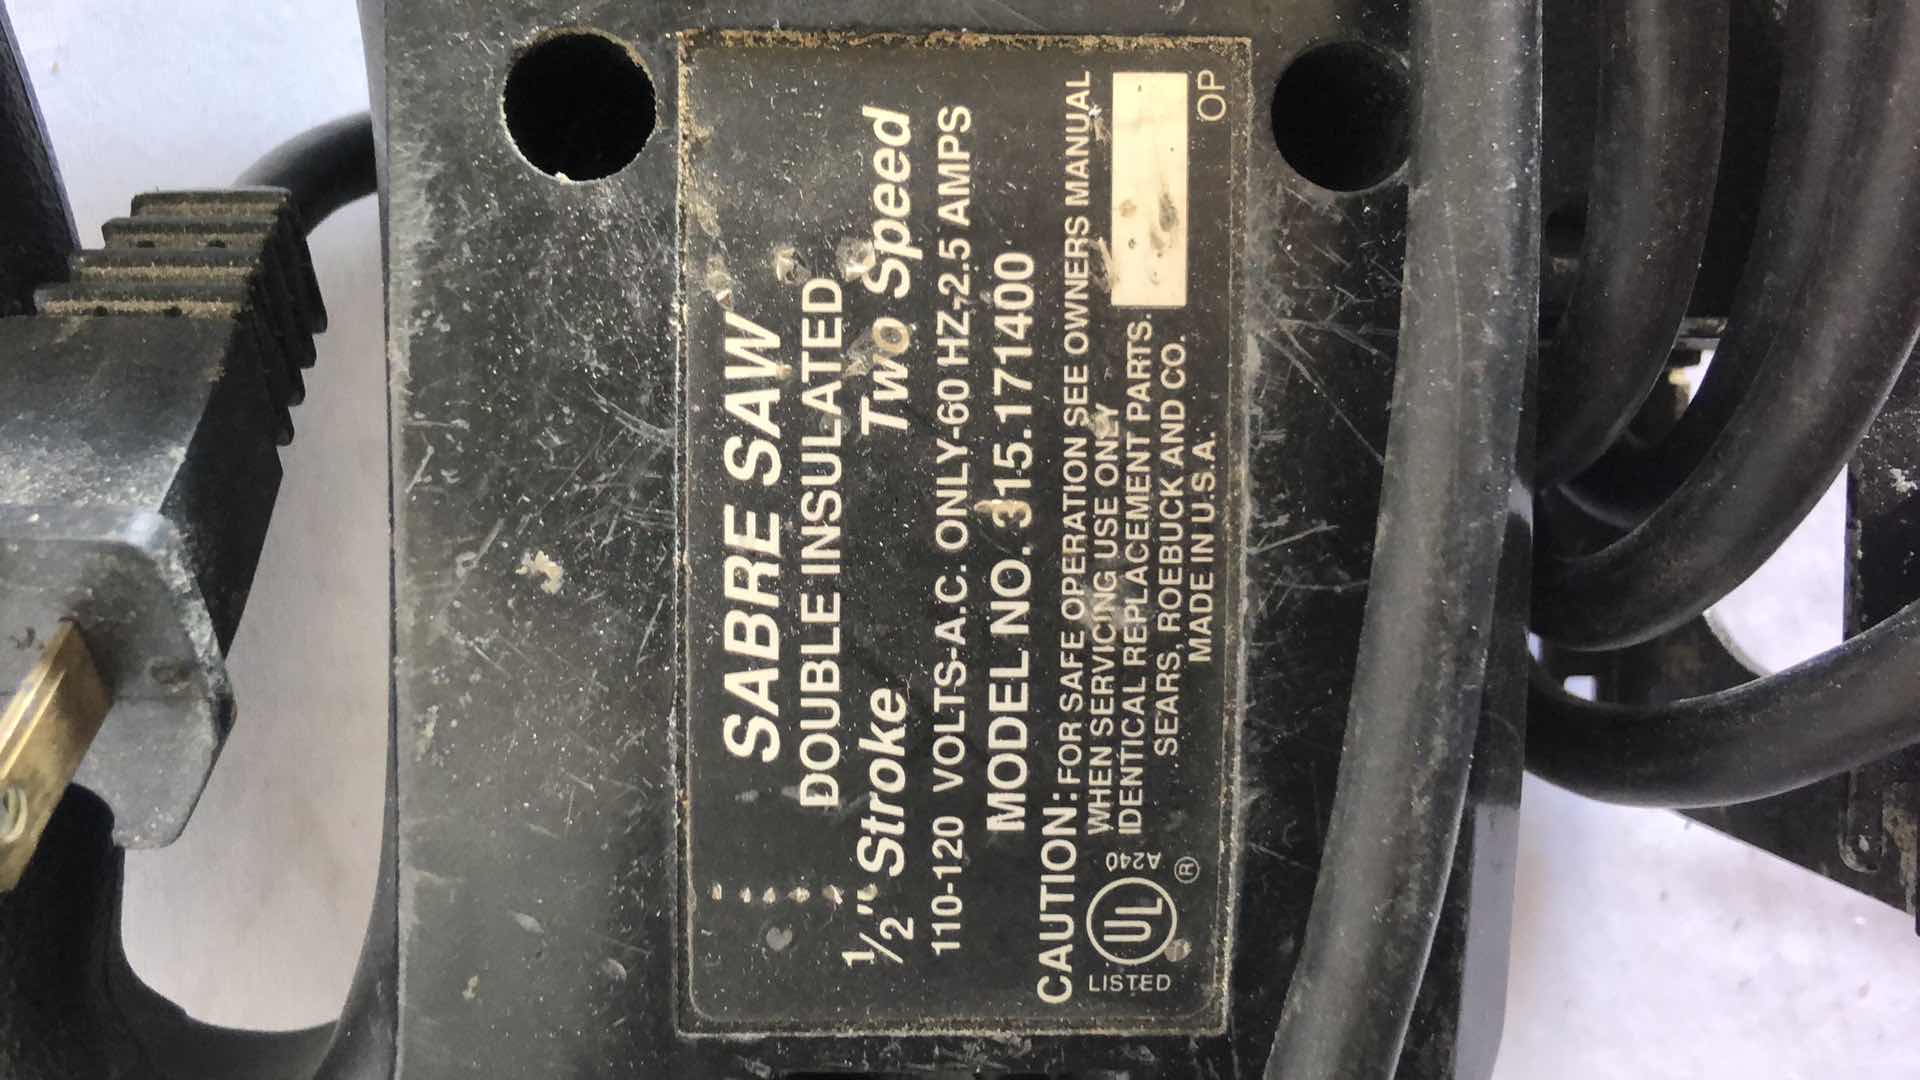 SABRE SAW
DOUBLE INSULATED
½" Stroke Two Speed
110-120 VOLTS-A.C. ONLY-60 HZ-2.5 AMPS
MODEL NO. 315.171400
CAUTION: FOR SAFE OPERATION SEE OWNERS MANUAL
WHEN SERVICING USE ONLY
IDENTICAL REPLACEMENT PARTS.
SEARS, ROEBUCK AND CO.
MADE IN U.S.A.
LISTED UL A240 ®
OP